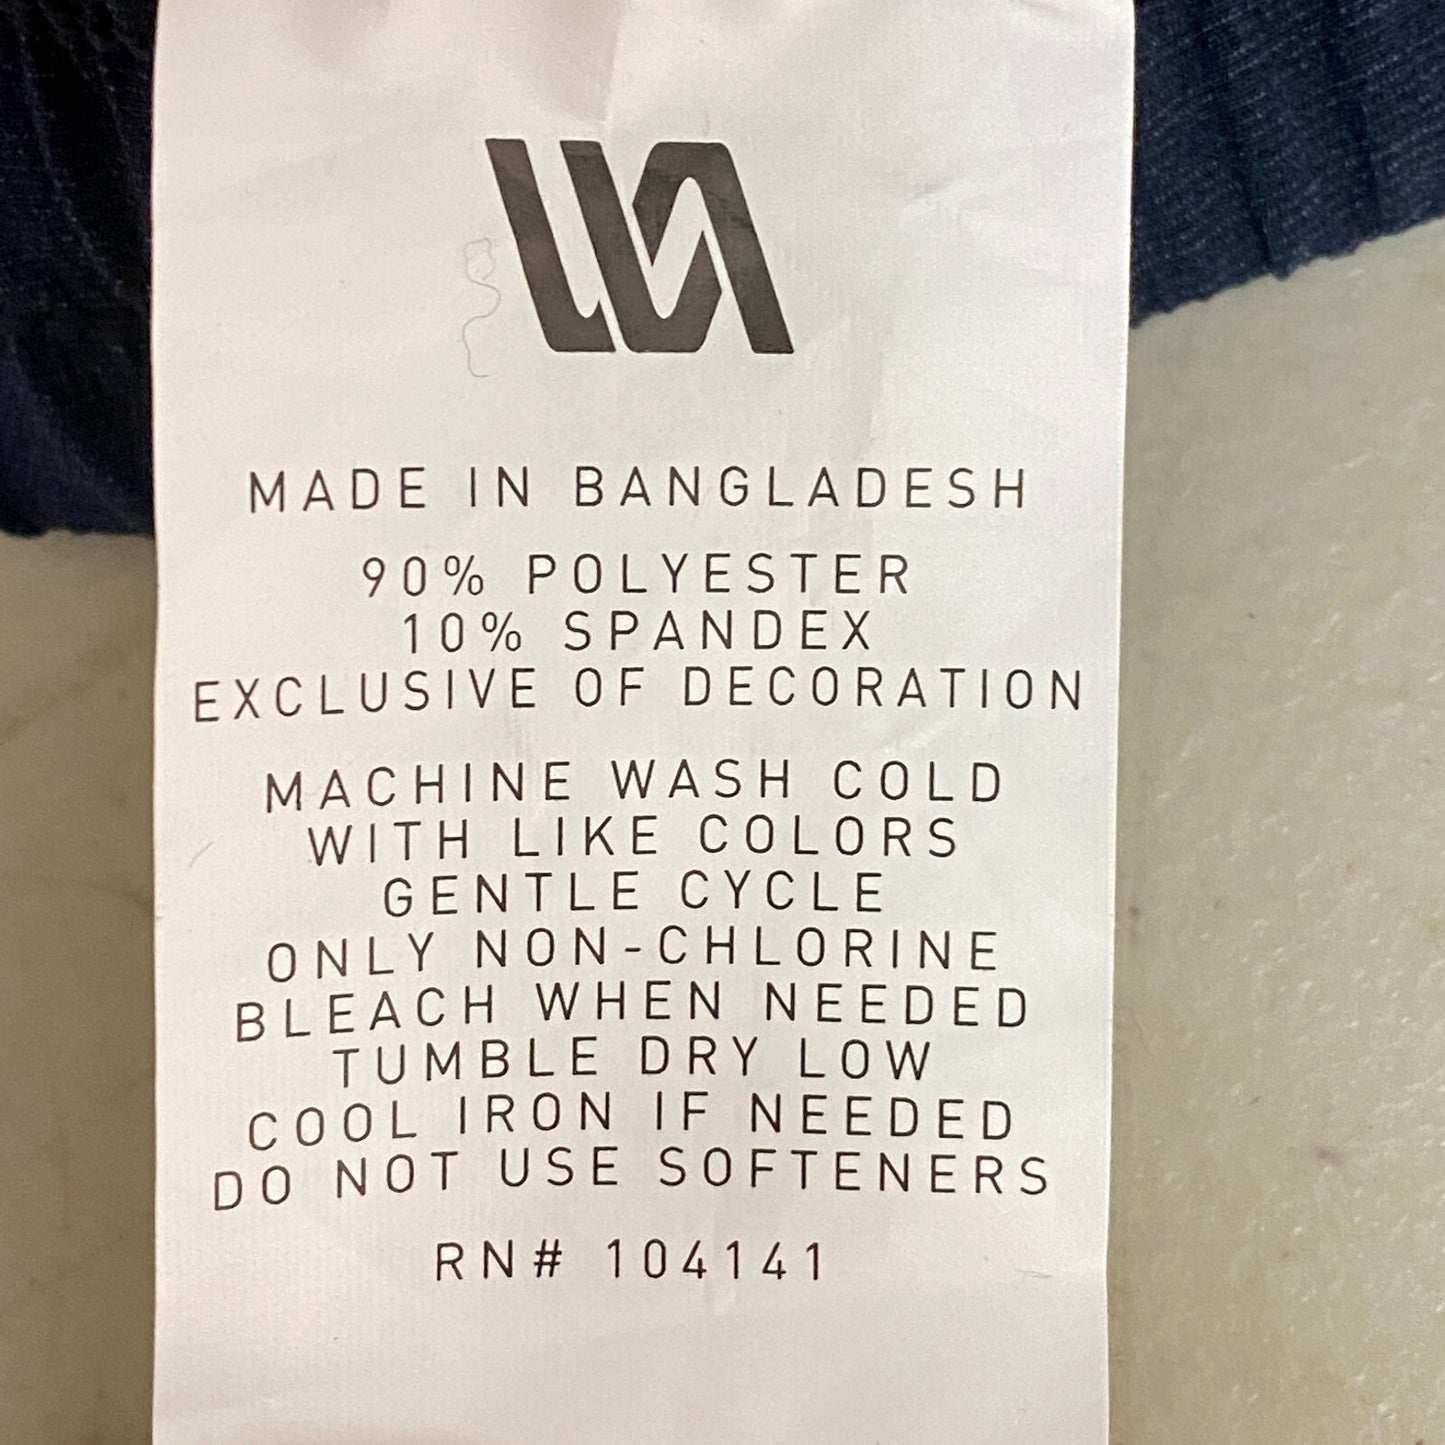 MADE IN BANGLADESH
90% POLYESTER
10% SPANDEX
EXCLUSIVE OF DECORATION
MACHINE WASH COLD
WITH LIKE COLORS
GENTLE CYCLE
ONLY NON-CHLORINE
BLEACH WHEN NEEDED
TUMBLE DRY LOW
COOL IRON IF NEEDED
DO NOT USE SOFTENERS
RN# 104141